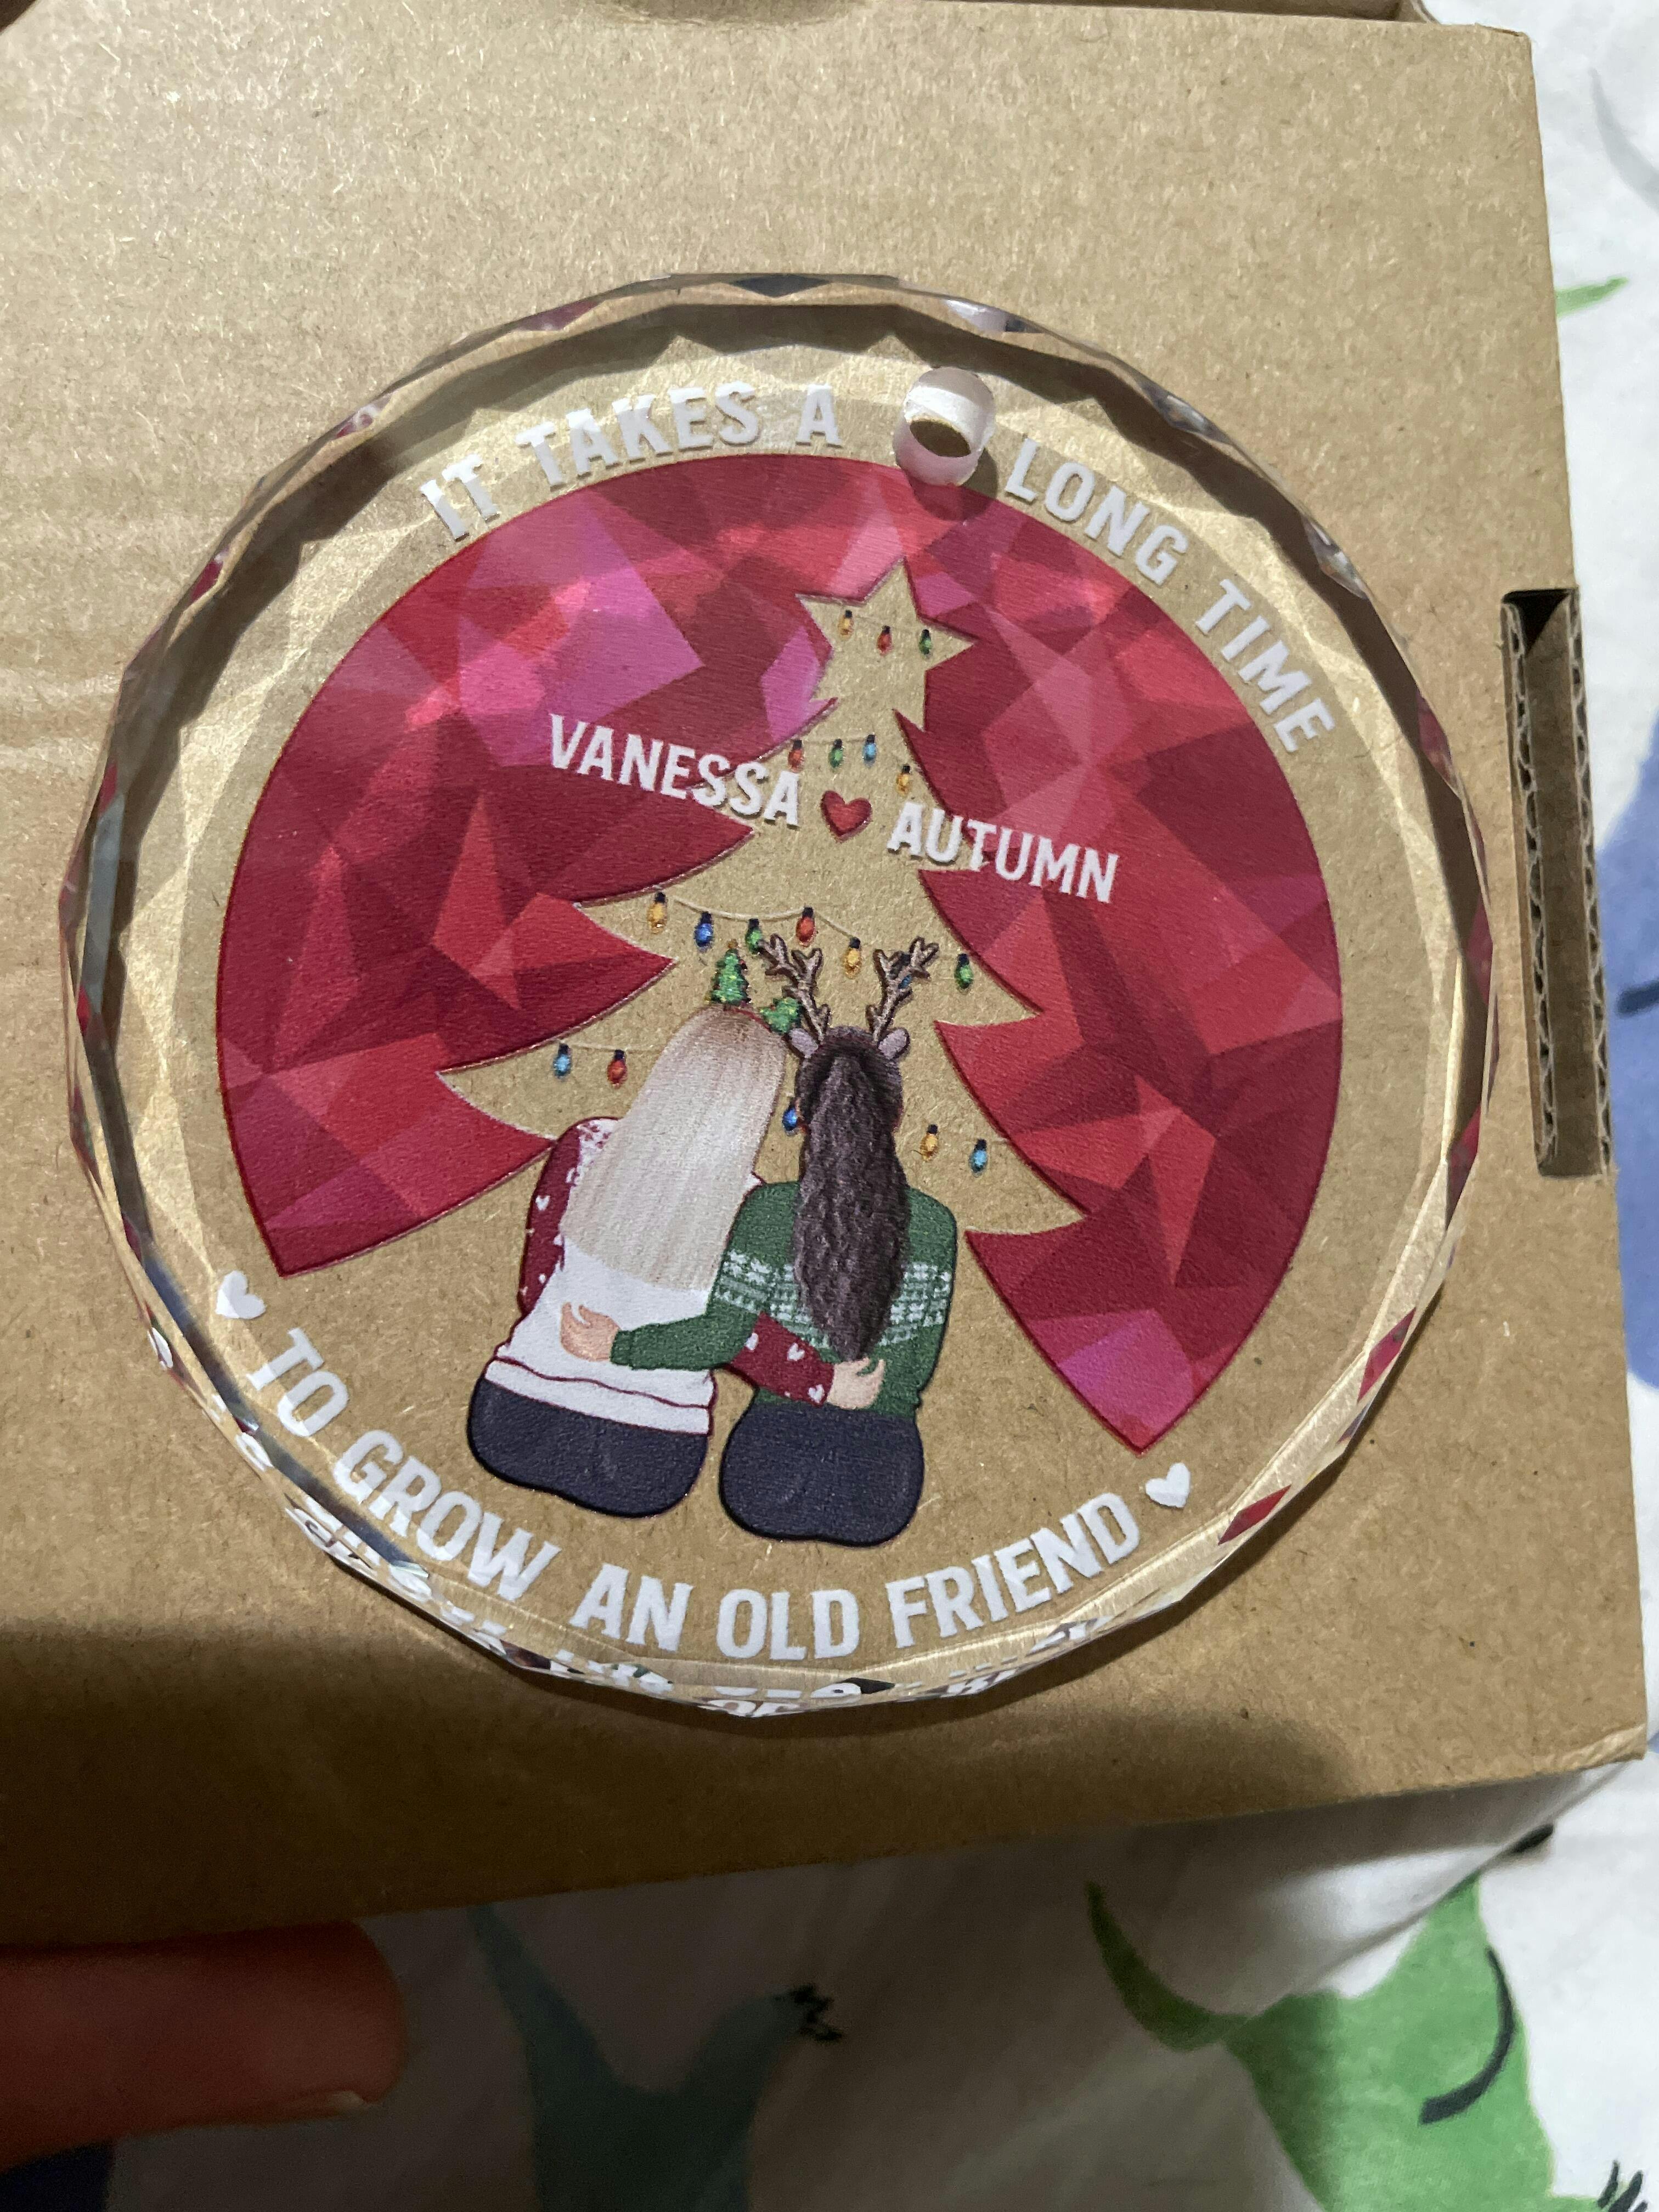 IT TAKES A LONG TIME
VANESSA AUTUMN
TO GROW AN OLD FRIEND